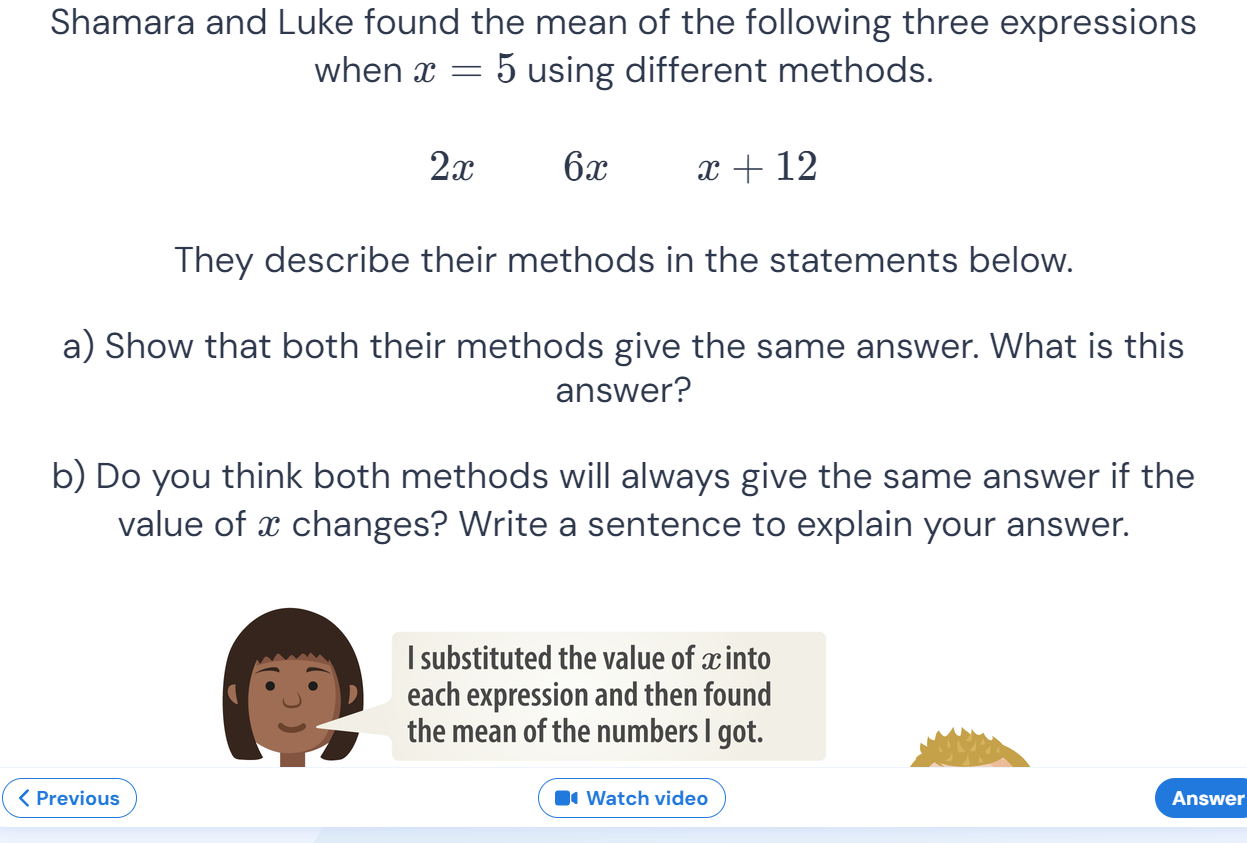 Shamara and Luke found the mean of the following three expressions
when x = 5 using different methods.
2x 6x x + 12
They describe their methods in the statements below.
a) Show that both their methods give the same answer. What is this
answer?
b) Do you think both methods will always give the same answer if the
value of x changes? Write a sentence to explain your answer.
I substituted the value of x into
each expression and then found
the mean of the numbers I got.
Previous
Watch video
Answer